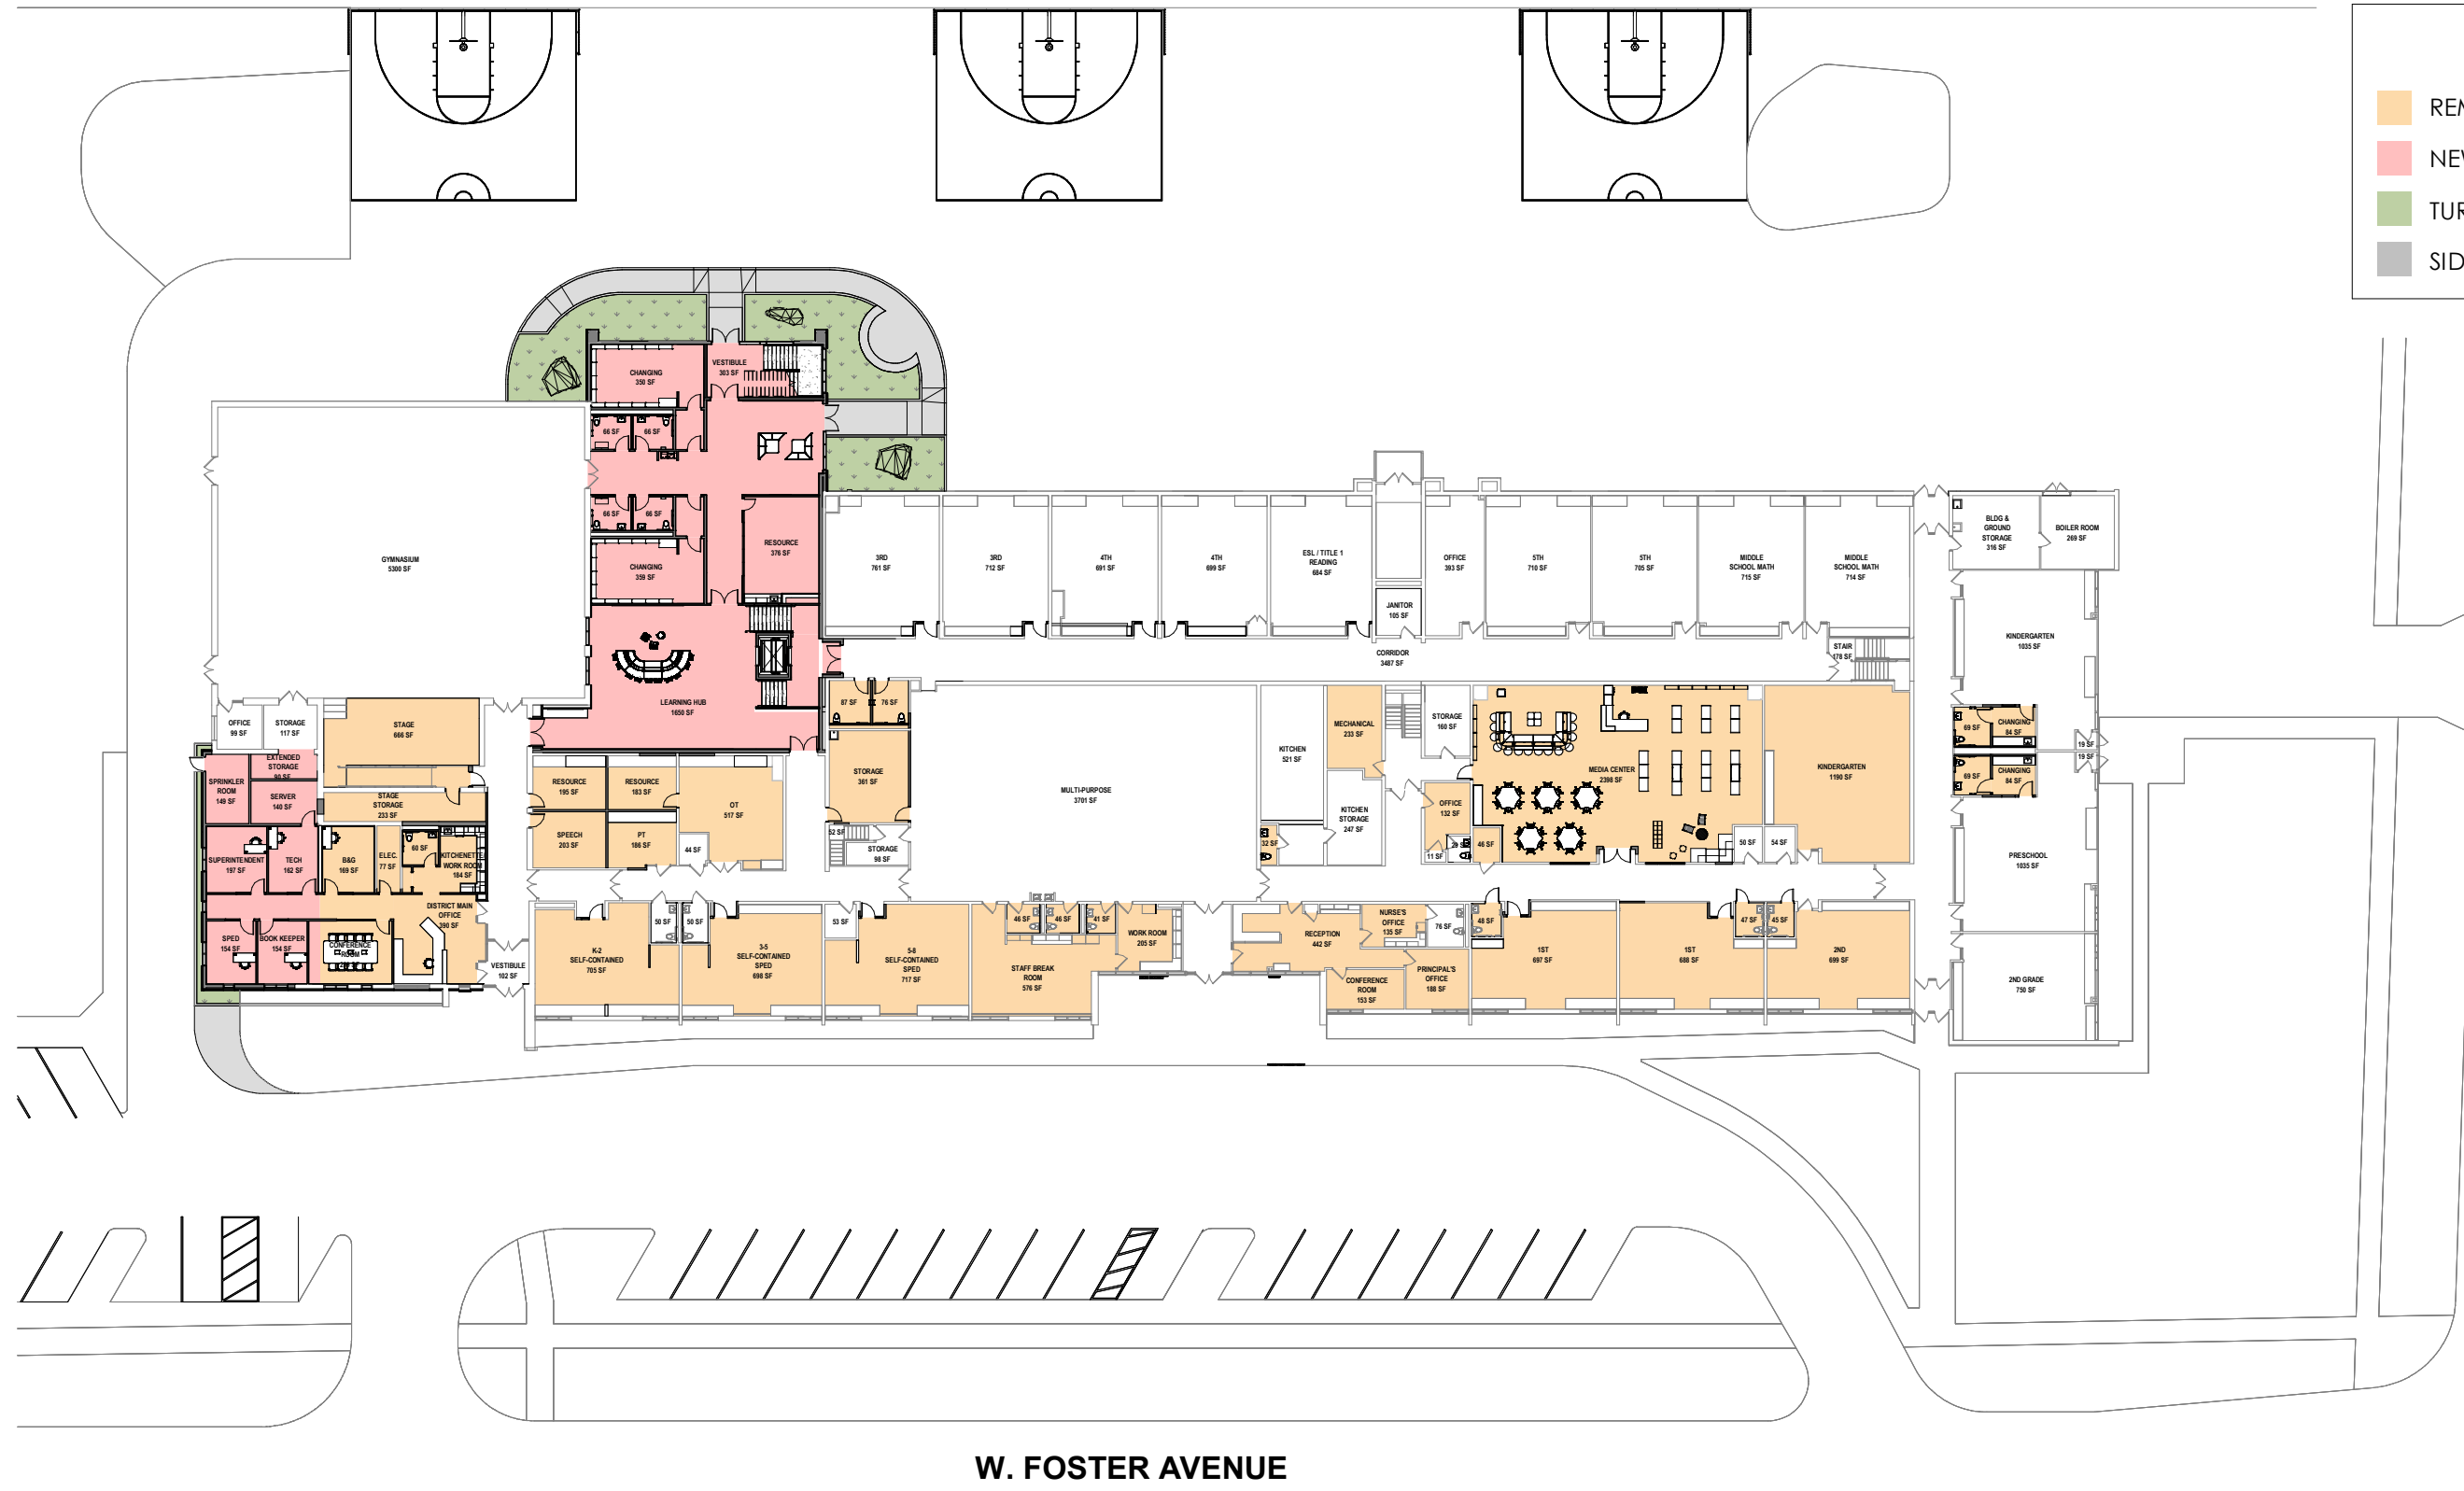 REM
NEW
TUR
SID
VESTIBULE
303 SF
CHANGING
350 SF
66 SF
66 SF
66 SF
66 SF
RESOURCE
376 SF
CHANGING
359 SF
GYMNASIUM
5300 SF
3RD
761 SF
3RD
712 SF
4TH
691 SF
4TH
699 SF
ESL / TITLE 1
READING
684 SF
OFFICE
393 SF
5TH
710 SF
5TH
705 SF
MIDDLE
SCHOOL MATH
715 SF
MIDDLE
SCHOOL MATH
714 SF
BLDG &
GROUND
STORAGE
316 SF
BOILER ROOM
269 SF
JANITOR
105 SF
CORRIDOR
3487 SF
STAIR
178 SF
KINDERGARTEN
1035 SF
LEARNING HUB
1650 SF
87 SF
76 SF
OFFICE
99 SF
STORAGE
117 SF
STAGE
666 SF
MECHANICAL
233 SF
STORAGE
160 SF
69 SF
CHANGING
84 SF
19 SF
19 SF
69 SF
CHANGING
84 SF
EXTENDED
STORAGE
90 SF
SPRINKLER
ROOM
149 SF
SERVER
140 SF
STAGE
STORAGE
233 SF
RESOURCE
195 SF
RESOURCE
183 SF
OT
517 SF
STORAGE
361 SF
MULTI-PURPOSE
3701 SF
KITCHEN
521 SF
KITCHEN
STORAGE
247 SF
MEDIA CENTER
2398 SF
KINDERGARTEN
1190 SF
OFFICE
132 SF
SPEECH
203 SF
PT
186 SF
44 SF
52 SF
STORAGE
98 SF
32 SF
11 SF
46 SF
50 SF
54 SF
PRESCHOOL
1035 SF
SUPERINTENDENT
197 SF
TECH
162 SF
B&G
169 SF
ELEC.
77 SF
60 SF
KITCHENETTE/
WORK ROOM
184 SF
DISTRICT MAIN
OFFICE
390 SF
SPED
154 SF
BOOK KEEPER
154 SF
CONFERENCE
ROOM
VESTIBULE
102 SF
K-2
SELF-CONTAINED
705 SF
50 SF
50 SF
3-5
SELF-CONTAINED
SPED
698 SF
53 SF
5-8
SELF-CONTAINED
SPED
717 SF
46 SF
46 SF
41 SF
STAFF BREAK
ROOM
576 SF
WORK ROOM
205 SF
RECEPTION
442 SF
NURSE'S
OFFICE
135 SF
76 SF
CONFERENCE
ROOM
153 SF
PRINCIPAL'S
OFFICE
188 SF
48 SF
1ST
697 SF
1ST
688 SF
47 SF
45 SF
2ND
699 SF
2ND GRADE
750 SF
W. FOSTER AVENUE